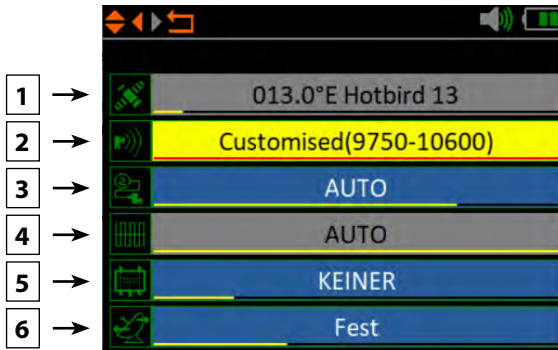 1 013.0°E Hotbird 13
2 Customised(9750-10600)
3 AUTO
4 AUTO
5 KEINER
6 Fest